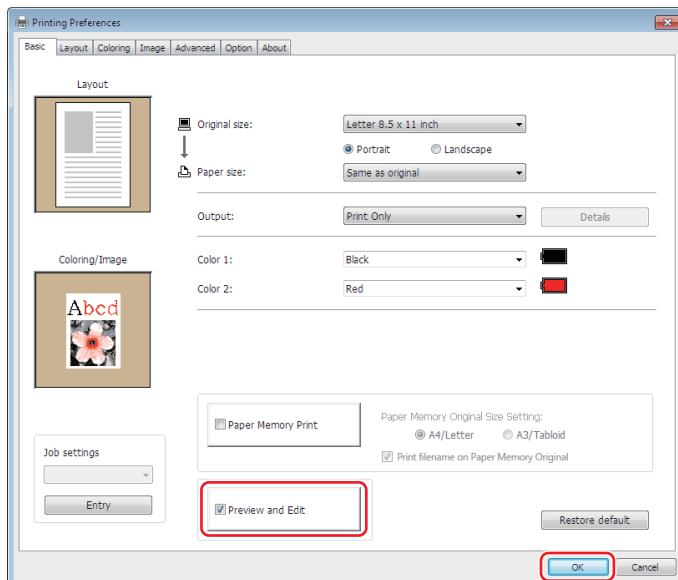 Printing Preferences
Basic Layout Coloring Image Advanced Option About
Layout
Original size: Letter 8.5 x 11 inch
Portrait Landscape
Paper size: Same as original
Output: Print Only Details
Coloring/Image
Color 1: Black
Color 2: Red
Abcd
Paper Memory Print
Paper Memory Original Size Setting:
A4/Letter A3/Tabloid
Print filename on Paper Memory Original
Job settings
Entry
Preview and Edit
Restore default
OK Cancel